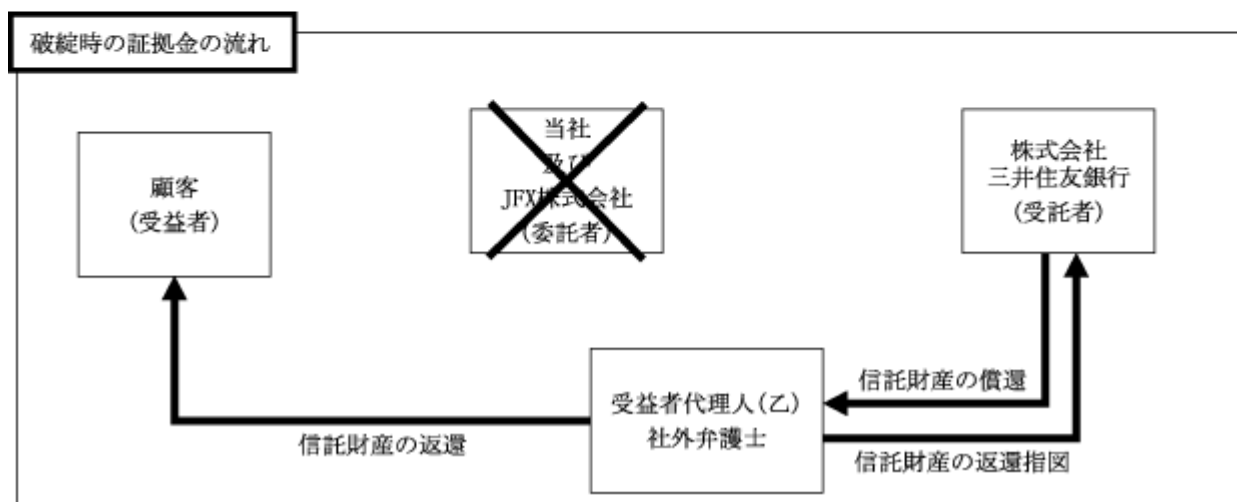 破綻時の証拠金の流れ
顧客
(受益者)
当社
及び
JFX株式会社
(委託者)
株式会社
三井住友銀行
(受託者)
信託財産の償還
受益者代理人(乙)
社外弁護士
信託財産の返還
信託財産の返還指図